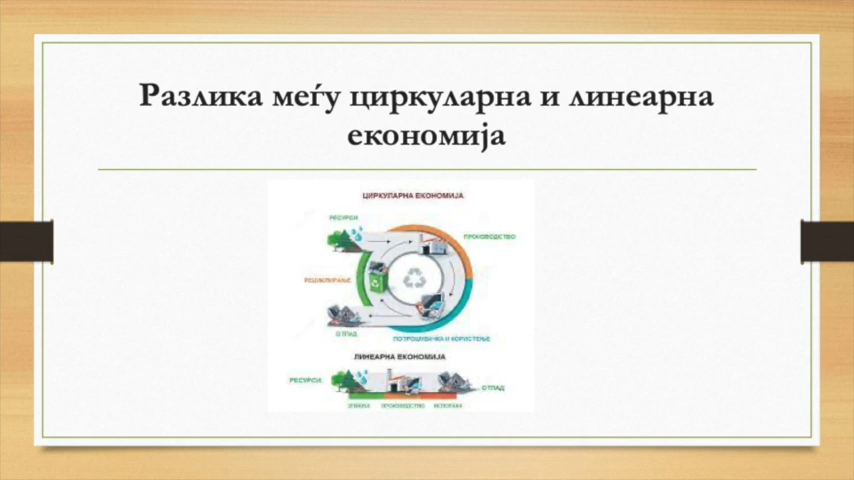 Разлика меѓу циркуларна и линеарна
економија
ЦИРКУЛАРНА ЕКОНОМИЈА
РЕСУРСИ
ПРОИЗВОДСТВО
РЕЦИКЛИРАЊЕ
ОТПАД
ПОТРОШУВАЧКА И КОРИСТЕЊЕ
ЛИНЕАРНА ЕКОНОМИЈА
РЕСУРСИ
ОТПАД
ПРОИЗВОДСТВО